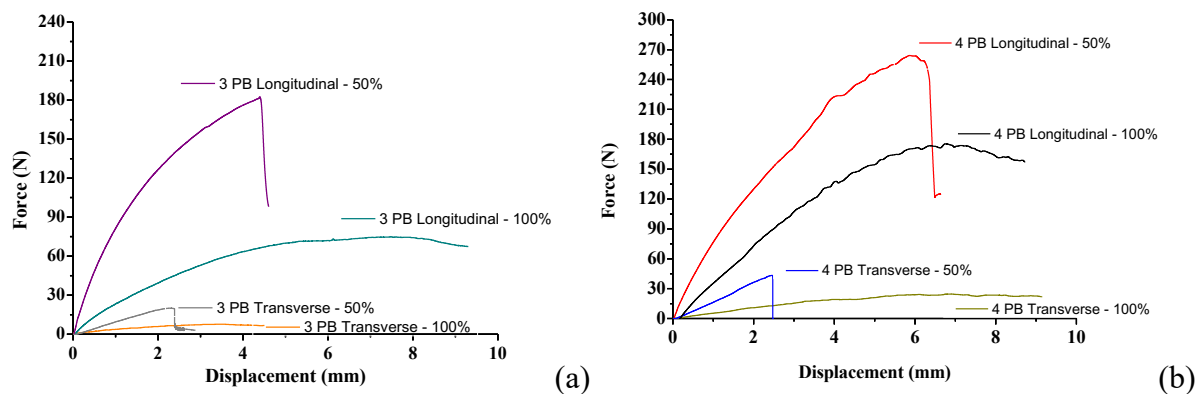 240
210
180
150
120
90
60
30
0
Force (N)
3 PB Longitudinal - 50%
3 PB Longitudinal - 100%
3 PB Transverse - 50%
3 PB Transverse - 100%
0 2 4 6 8 10
Displacement (mm)
(a)
300
270
240
210
180
150
120
90
60
30
0
Force (N)
4 PB Longitudinal - 50%
4 PB Longitudinal - 100%
4 PB Transverse - 50%
4 PB Transverse - 100%
0 2 4 6 8 10
Displacement (mm)
(b)